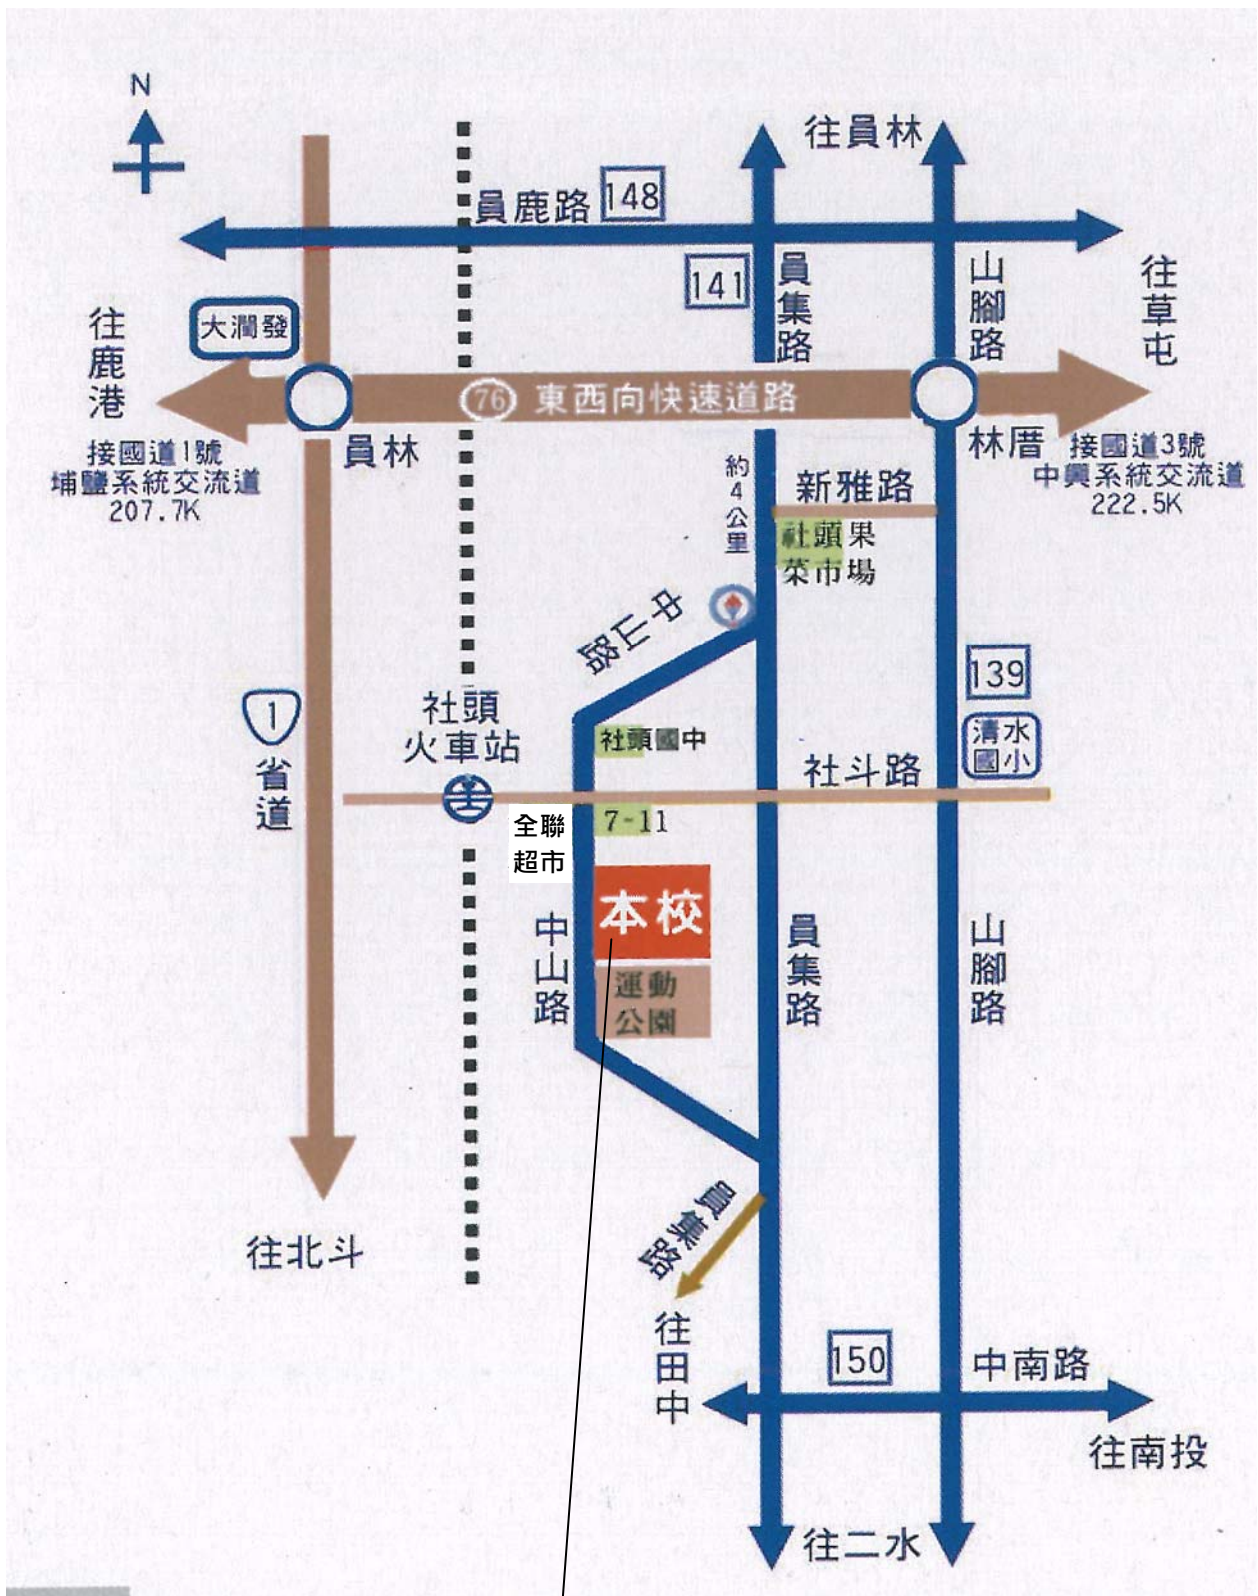 N
往員林
員鹿路 148
141
員集路
山腳路
往草屯
往鹿港
大潤發
76 東西向快速道路
員林
林厝
接國道1號
埔鹽系統交流道
207.7K
接國道3號
中興系統交流道
222.5K
約4公里
新雅路
社頭果
菜市場
中山路
139
清水
國小
1
省道
社頭
火車站
社頭國中
社斗路
全聯
超市
7-11
本校
運動
公園
中山路
員集路
山腳路
往北斗
員集路
往田中
150
中南路
往南投
往二水